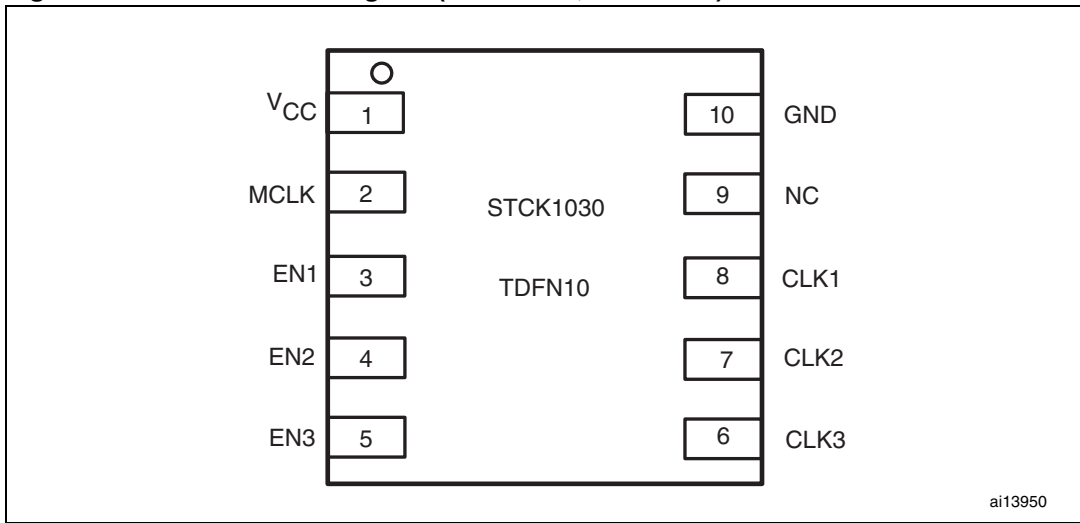 VCC 1 10 GND
MCLK 2 STCK1030 9 NC
EN1 3 TDFN10 8 CLK1
EN2 4 7 CLK2
EN3 5 6 CLK3
ai13950